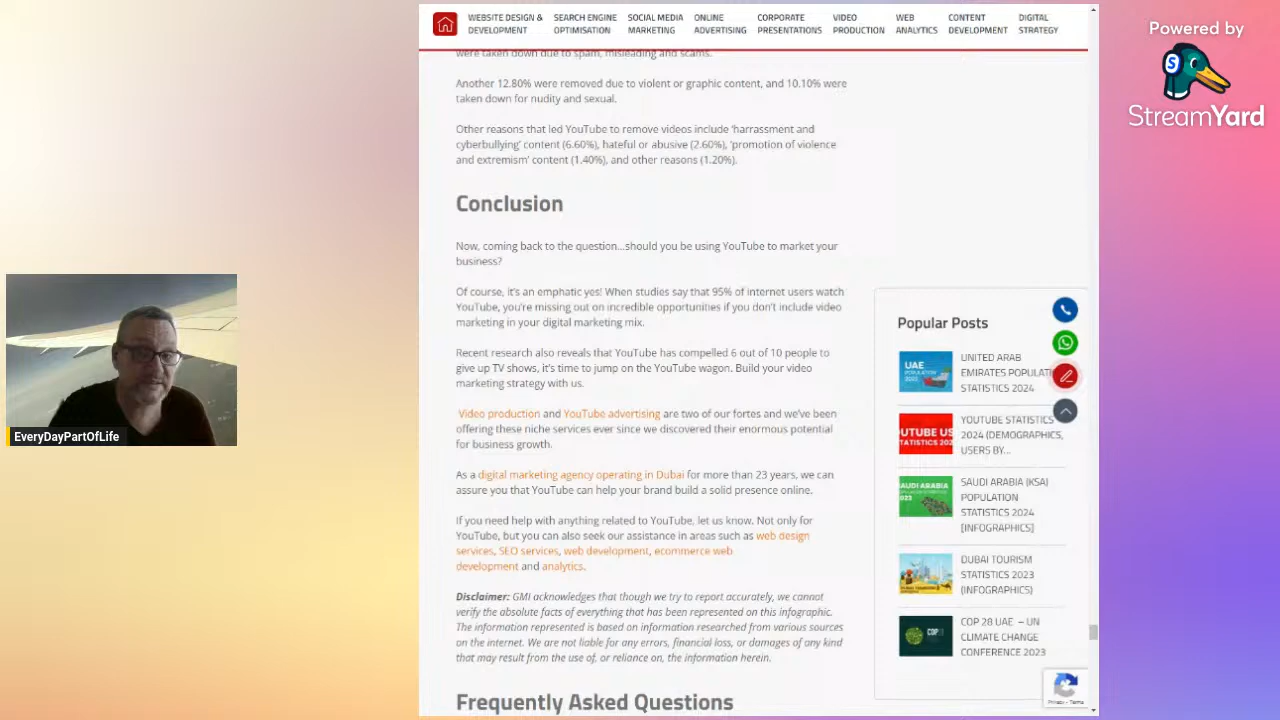 WEBSITE DESIGN &
DEVELOPMENT
SEARCH ENGINE
OPTIMISATION
SOCIAL MEDIA
MARKETING
ONLINE
ADVERTISING
CORPORATE
PRESENTATIONS
VIDEO
PRODUCTION
WEB
ANALYTICS
CONTENT
DEVELOPMENT
DIGITAL
STRATEGY
Powered by
StreamYard
were taken down due to spam, misleading and scams.
Another 12.80% were removed due to violent or graphic content, and 10.10% were
taken down for nudity and sexual.
Other reasons that led YouTube to remove videos include ‘harrassment and
cyberbullying’ content (6.60%), hateful or abusive (2.60%), ‘promotion of violence
and extremism’ content (1.40%), and other reasons (1.20%).
Conclusion
Now, coming back to the question…should you be using YouTube to market your
business?
Of course, it’s an emphatic yes! When studies say that 95% of internet users watch
YouTube, you’re missing out on incredible opportunities if you don’t include video
marketing in your digital marketing mix.
Recent research also reveals that YouTube has compelled 6 out of 10 people to
give up TV shows, it’s time to jump on the YouTube wagon. Build your video
marketing strategy with us.
Video production and YouTube advertising are two of our fortes and we’ve been
offering these niche services ever since we discovered their enormous potential
for business growth.
As a digital marketing agency operating in Dubai for more than 23 years, we can
assure you that YouTube can help your brand build a solid presence online.
If you need help with anything related to YouTube, let us know. Not only for
YouTube, but you can also seek our assistance in areas such as web design
services, SEO services, web development, ecommerce web
development and analytics.
Disclaimer: GMI acknowledges that though we try to report accurately, we cannot
verify the absolute facts of everything that has been represented on this infographic.
The information represented is based on information researched from various sources
on the internet. We are not liable for any errors, financial loss, or damages of any kind
that may result from the use of, or reliance on, the information herein.
Frequently Asked Questions
Popular Posts
UNITED ARAB
EMIRATES POPULAT
STATISTICS 2024
YOUTUBE STATISTICS
2024 (DEMOGRAPHICS,
USERS BY...
SAUDI ARABIA (KSA)
POPULATION
STATISTICS 2024
[INFOGRAPHICS]
DUBAI TOURISM
STATISTICS 2023
(INFOGRAPHICS)
COP 28 UAE – UN
CLIMATE CHANGE
CONFERENCE 2023
UAE
OUTUBE US
TATISTICS 202
SAUDI ARABIA
COP
Privacy - Terms
EveryDayPartOfLife